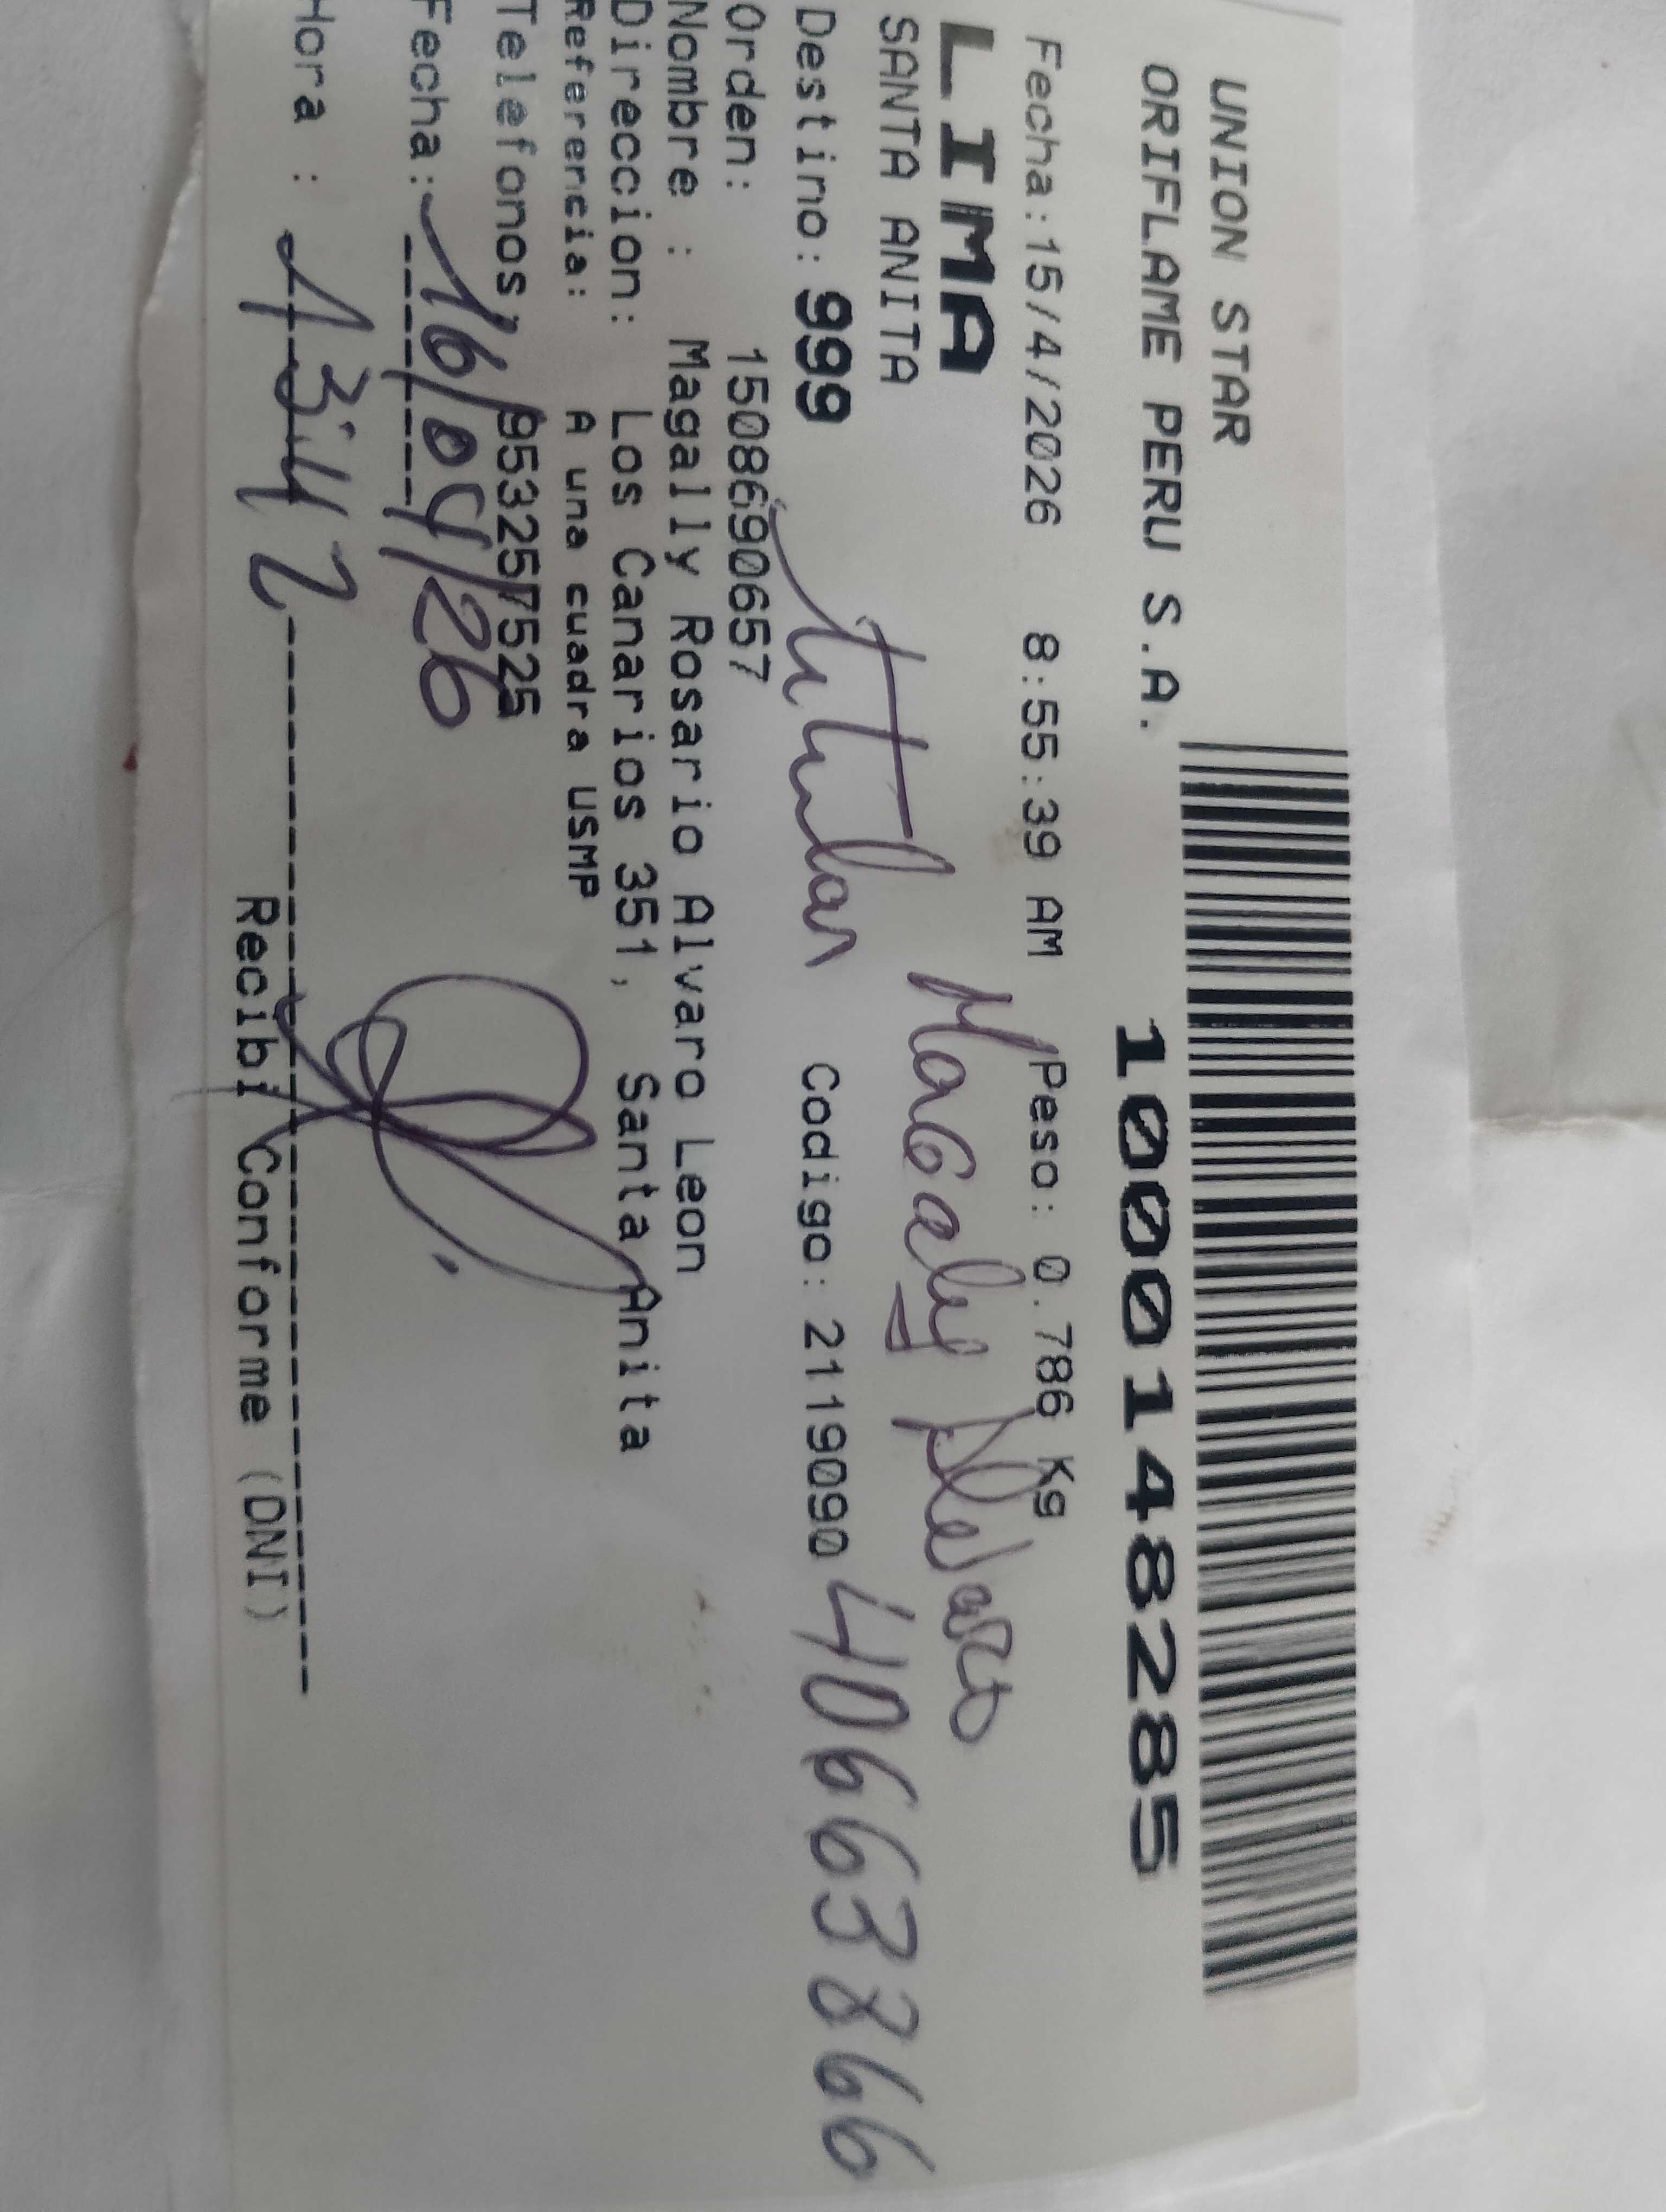 UNION STAR
ORIFLAME PERU S.A.
1000148285
Fecha:15/4/2026 8:55:39 AM Peso: 0.786 Kg
LIMA
SANTA ANITA
Magaly Alvaro
Destino: 999 titular Codigo: 2119090 40663866
Orden: 1508690657
Nombre : Magally Rosario Alvaro Leon
Direccion: Los Canarios 351, Santa Anita
Referencia: A una cuadra USMP
Telefonos, 953257525
Fecha: 16/04/26
Hora : 13:42
Recibi Conforme (DNI)